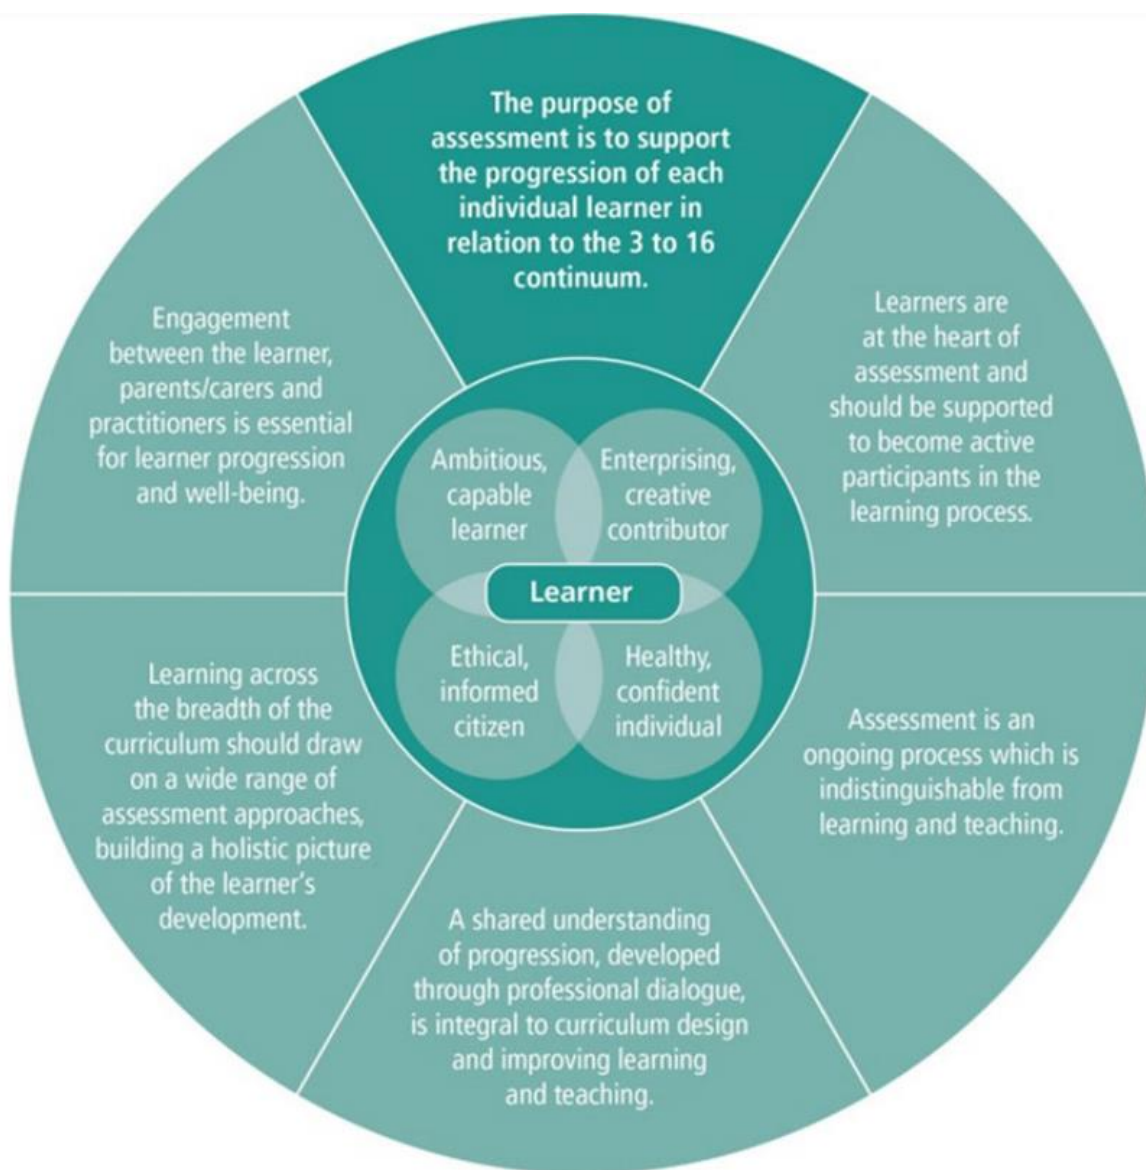 The purpose of
assessment is to support
the progression of each
individual learner in
relation to the 3 to 16
continuum.
Learners are
at the heart of
assessment and
should be supported
to become active
participants in the
learning process.
Assessment is an
ongoing process which is
indistinguishable from
learning and teaching.
A shared understanding
of progression, developed
through professional dialogue,
is integral to curriculum design
and improving learning
and teaching.
Learning across
the breadth of the
curriculum should draw
on a wide range of
assessment approaches,
building a holistic picture
of the learner's
development.
Engagement
between the learner,
parents/carers and
practitioners is essential
for learner progression
and well-being.
Ambitious,
capable
learner
Enterprising,
creative
contributor
Learner
Ethical,
informed
citizen
Healthy,
confident
individual